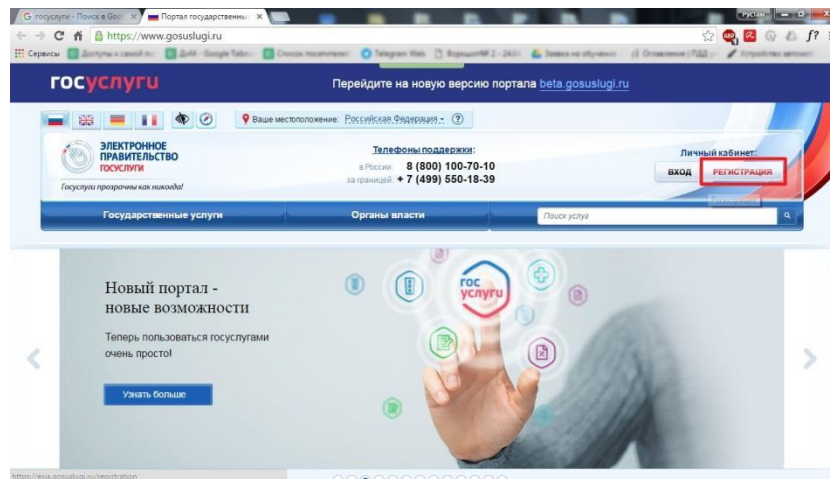 госуслуги - Поиск в Goo
Портал государственны
Рустам
https://www.gosuslugi.ru
Сервисы
Telegram Web
госуслуги
Перейдите на новую версию портала beta.gosuslugi.ru
Ваше местоположение: Российская Федерация
?
ЭЛЕКТРОННОЕ
ПРАВИТЕЛЬСТВО
ГОСУСЛУГИ
Госуслуги прозрачны как никогда!
Телефоны поддержки:
в России: 8 (800) 100-70-10
за границей: + 7 (499) 550-18-39
Личный кабинет:
ВХОД
РЕГИСТРАЦИЯ
Государственные услуги
Органы власти
Поиск услуг
Новый портал -
новые возможности
Теперь пользоваться госуслугами
очень просто!
Узнать больше
гос
услуги
https://esia.gosuslugi.ru/registration